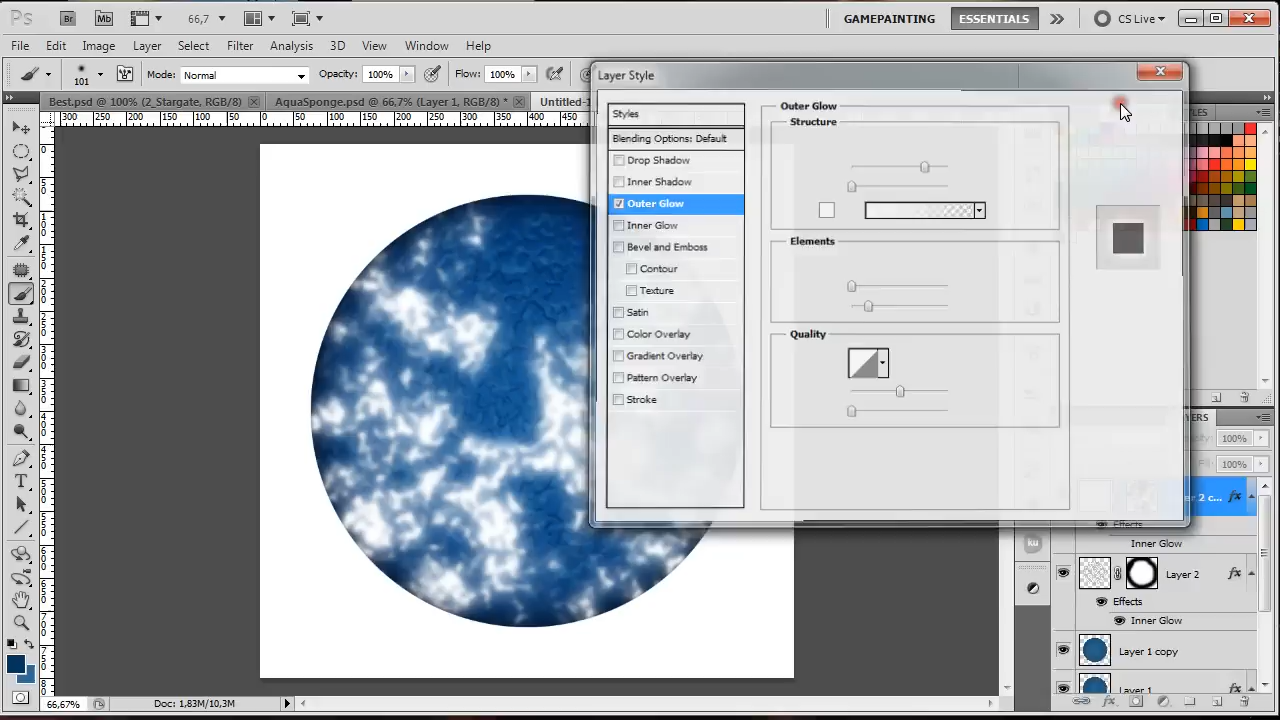 Ps Br Mb 66,7 GAMEPAINTING ESSENTIALS CS Live
File Edit Image Layer Select Filter Analysis 3D View Window Help
101 Mode: Normal Opacity: 100% Flow: 100%
Layer Style
Best.psd @ 100% (2_Stargate, RGB/8) AquaSponge.psd @ 66,7% (Layer 1, RGB/8) * Untitled-1
300 250 200 150 100 50 0 50 100 150 200 250 300 350 400 450 500
Styles
Blending Options: Default
Drop Shadow
Inner Shadow
Outer Glow
Inner Glow
Bevel and Emboss
Contour
Texture
Satin
Color Overlay
Gradient Overlay
Pattern Overlay
Stroke
Outer Glow
Structure
Elements
Quality
100%
100%
Effects
Inner Glow
Layer 2 fx
Effects
Inner Glow
Layer 1 copy
Layer 1
ku
66,67% Doc: 1,83M/10,3M